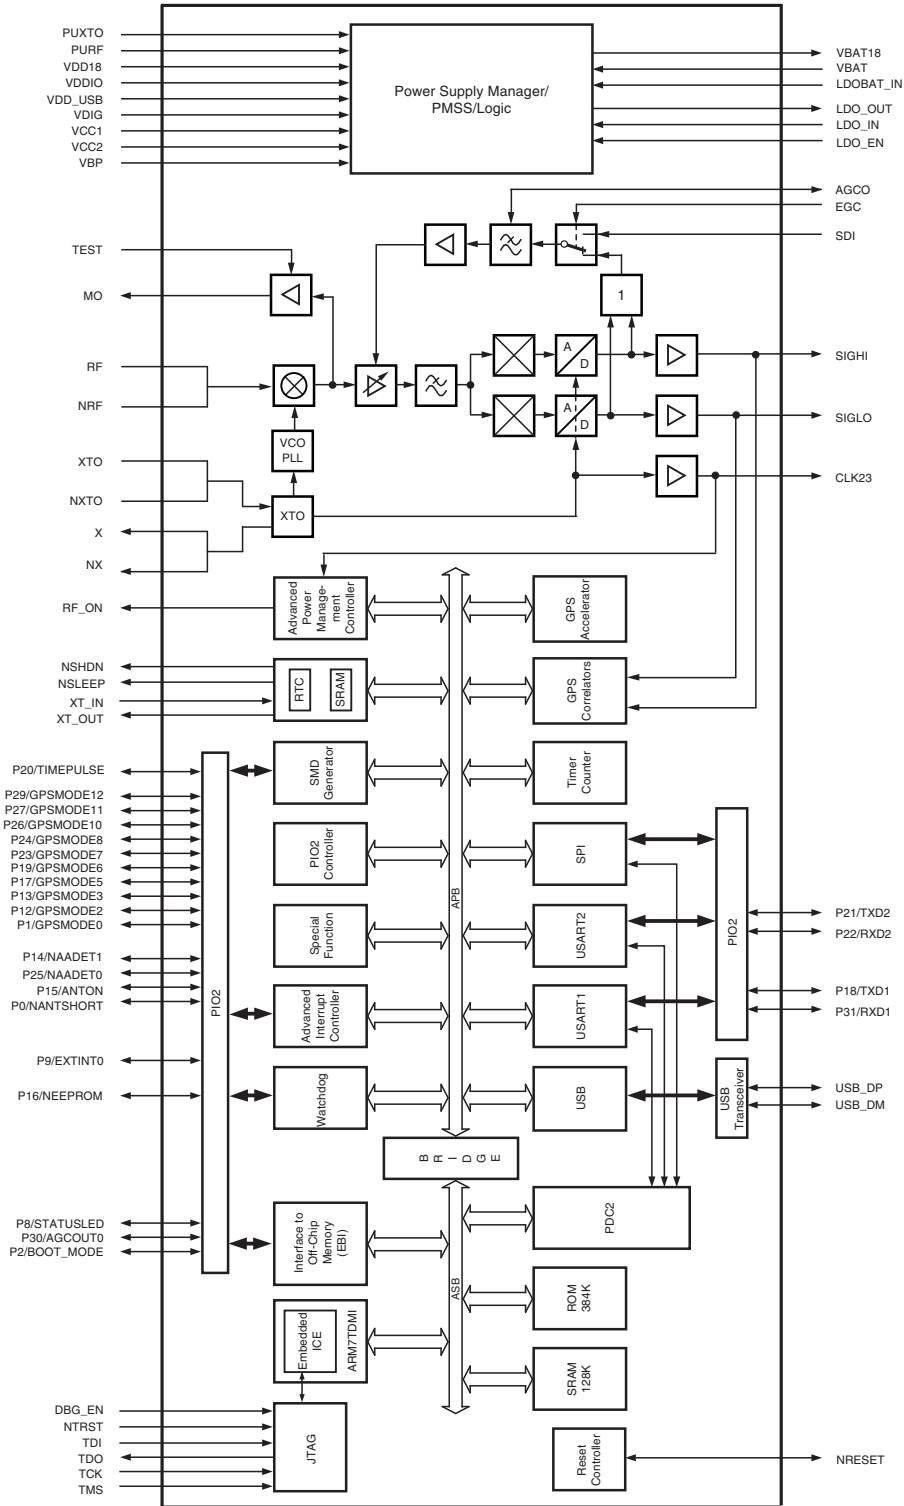 PUXTO
PURF
VDD18
VDDIO
VDD_USB
VDIG
VCC1
VCC2
VBP
Power Supply Manager/
PMSS/Logic
VBAT18
VBAT
LDOBAT_IN
LDO_OUT
LDO_IN
LDO_EN
AGCO
EGC
SDI
TEST
MO
1
A
D
A
D
RF
NRF
SIGHI
SIGLO
VCO
PLL
XTO
NXTO
XTO
CLK23
X
NX
RF_ON
Advanced
Power
Manage-
ment
Controller
GPS
Accelerator
NSHDN
NSLEEP
XT_IN
XT_OUT
RTC
SRAM
GPS
Correlators
P20/TIMEPULSE
P29/GPSMODE12
P27/GPSMODE11
P26/GPSMODE10
P24/GPSMODE8
P23/GPSMODE7
P19/GPSMODE6
P17/GPSMODE5
P13/GPSMODE3
P12/GPSMODE2
P1/GPSMODE0
P14/NAADET1
P25/NAADET0
P15/ANTON
P0/NANTSHORT
P9/EXTINT0
P16/NEEPROM
P8/STATUSLED
P30/AGCOUT0
P2/BOOT_MODE
PIO2
SMD
Generator
PIO2
Controller
Special
Function
Advanced
Interrupt
Controller
Watchdog
APB
Timer
Counter
SPI
USART2
USART1
USB
PIO2
USB
Transceiver
P21/TXD2
P22/RXD2
P18/TXD1
P31/RXD1
USB_DP
USB_DM
BRIDGE
Interface to
Off-Chip
Memory
(EBI)
PDC2
ASB
ROM
384K
SRAM
128K
Embedded
ICE
ARM7TDMI
DBG_EN
NTRST
TDI
TDO
TCK
TMS
JTAG
Reset
Controller
NRESET